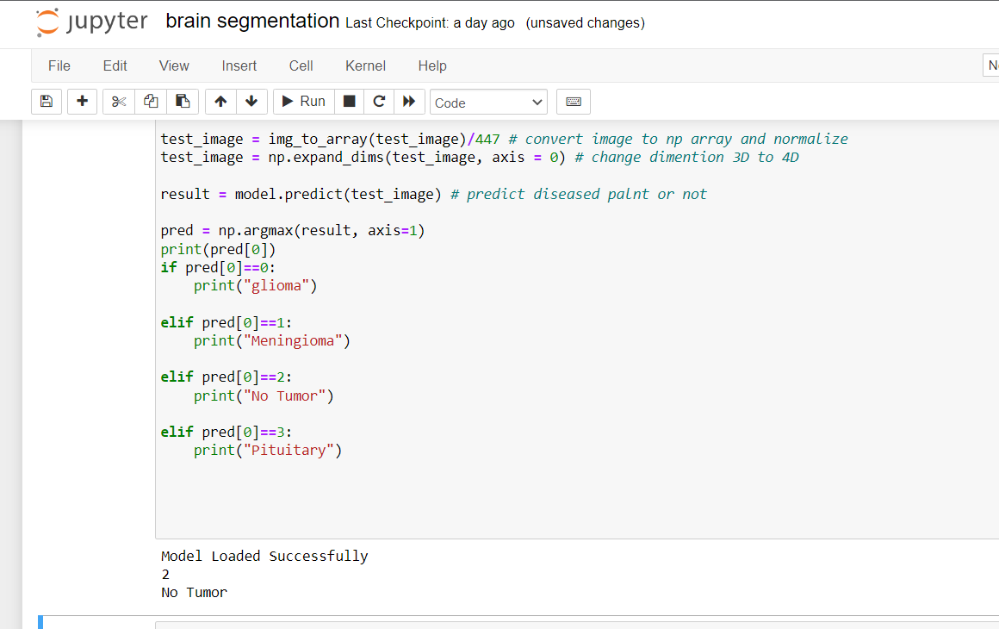 jupyter brain segmentation Last Checkpoint: a day ago (unsaved changes)
File Edit View Insert Cell Kernel Help
Run Code
test_image = img_to_array(test_image)/447 # convert image to np array and normalize
test_image = np.expand_dims(test_image, axis = 0) # change dimention 3D to 4D
result = model.predict(test_image) # predict diseased palnt or not
pred = np.argmax(result, axis=1)
print(pred[0])
if pred[0]==0:
    print("glioma")
elif pred[0]==1:
    print("Meningioma")
elif pred[0]==2:
    print("No Tumor")
elif pred[0]==3:
    print("Pituitary")
Model Loaded Successfully
2
No Tumor